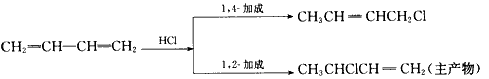 1,4-加成
CH₃CH=CHCH₂Cl
CH₂=CH-CH=CH₂
HCl
1,2-加成
CH₃CHClCH=CH₂(主产物)